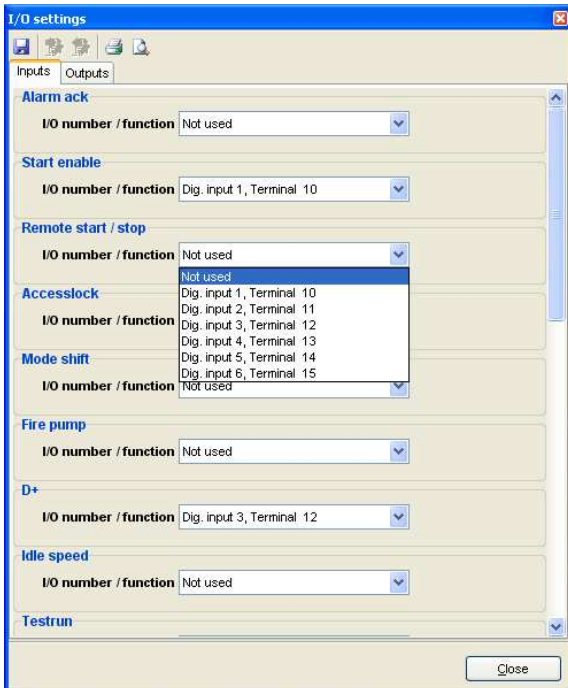 I/O settings
Inputs Outputs
Alarm ack
I/O number / function Not used
Start enable
I/O number / function Dig. input 1, Terminal 10
Remote start / stop
I/O number / function Not used
Not used
Dig. input 1, Terminal 10
Dig. input 2, Terminal 11
Dig. input 3, Terminal 12
Dig. input 4, Terminal 13
Dig. input 5, Terminal 14
Dig. input 6, Terminal 15
Accesslock
I/O number / function
Mode shift
I/O number / function Not used
Fire pump
I/O number / function Not used
D+
I/O number / function Dig. input 3, Terminal 12
Idle speed
I/O number / function Not used
Testrun
Close